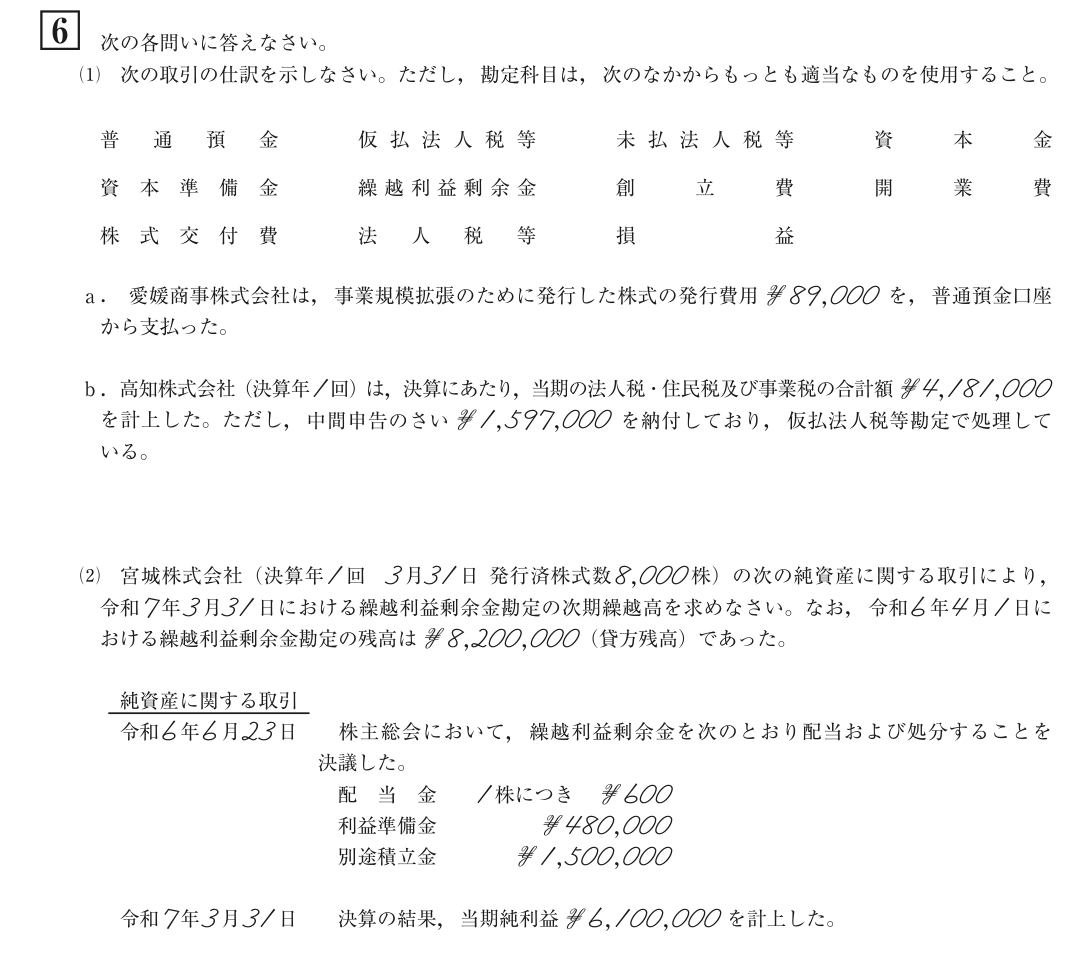 6 次の各問いに答えなさい。
(1) 次の取引の仕訳を示しなさい。ただし，勘定科目は，次のなかからもっとも適当なものを使用すること。
普通預金 仮払法人税等 未払法人税等 資本金
資本準備金 繰越利益剰余金 創立費 開業費
株式交付費 法人税等 損益
a． 愛媛商事株式会社は，事業規模拡張のために発行した株式の発行費用￥89,000を，普通預金口座
から支払った。
b．高知株式会社（決算年1回）は，決算にあたり，当期の法人税・住民税及び事業税の合計額￥4,181,000
を計上した。ただし，中間申告のさい￥1,597,000を納付しており，仮払法人税等勘定で処理して
いる。
(2) 宮城株式会社（決算年1回 3月31日 発行済株式数8,000株）の次の純資産に関する取引により，
令和7年3月31日における繰越利益剰余金勘定の次期繰越高を求めなさい。なお，令和6年4月1日に
おける繰越利益剰余金勘定の残高は￥8,200,000（貸方残高）であった。
純資産に関する取引
令和6年6月23日 株主総会において，繰越利益剰余金を次のとおり配当および処分することを
決議した。
配当金 1株につき ￥600
利益準備金 ￥480,000
別途積立金 ￥1,500,000
令和7年3月31日 決算の結果，当期純利益￥6,100,000を計上した。